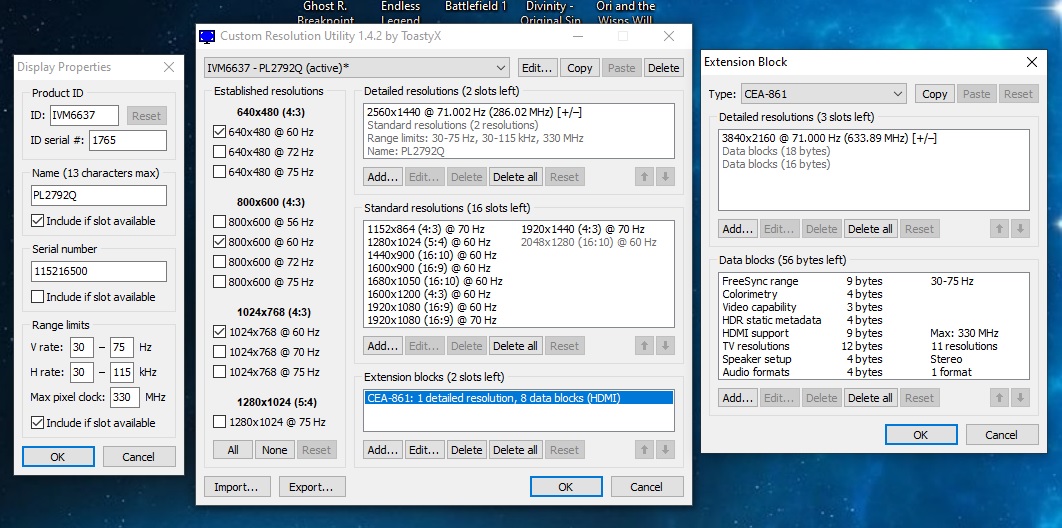 Ghost R.
Breakpoint
Endless
Legend
Battlefield 1
Divinity -
Original Sin
Ori and the
Wisps Will
Display Properties
Product ID
ID: IVM6637 Reset
ID serial #: 1765
Name (13 characters max)
PL2792Q
Include if slot available
Serial number
115216500
Include if slot available
Range limits
V rate: 30 – 75 Hz
H rate: 30 – 115 kHz
Max pixel clock: 330 MHz
Include if slot available
OK Cancel
Custom Resolution Utility 1.4.2 by ToastyX
IVM6637 - PL2792Q (active)* Edit... Copy Paste Delete
Established resolutions
640x480 (4:3)
640x480 @ 60 Hz
640x480 @ 72 Hz
640x480 @ 75 Hz
800x600 (4:3)
800x600 @ 56 Hz
800x600 @ 60 Hz
800x600 @ 72 Hz
800x600 @ 75 Hz
1024x768 (4:3)
1024x768 @ 60 Hz
1024x768 @ 70 Hz
1024x768 @ 75 Hz
1280x1024 (5:4)
1280x1024 @ 75 Hz
All None Reset
Import... Export...
Detailed resolutions (2 slots left)
2560x1440 @ 71.002 Hz (286.02 MHz) [+/−]
Standard resolutions (2 resolutions)
Range limits: 30-75 Hz, 30-115 kHz, 330 MHz
Name: PL2792Q
Add... Edit... Delete Delete all Reset
Standard resolutions (16 slots left)
1152x864 (4:3) @ 70 Hz 1920x1440 (4:3) @ 70 Hz
1280x1024 (5:4) @ 60 Hz 2048x1280 (16:10) @ 60 Hz
1440x900 (16:10) @ 60 Hz
1600x900 (16:9) @ 60 Hz
1680x1050 (16:10) @ 60 Hz
1600x1200 (4:3) @ 60 Hz
1920x1080 (16:9) @ 60 Hz
1920x1080 (16:9) @ 70 Hz
Add... Edit... Delete Delete all Reset
Extension blocks (2 slots left)
CEA-861: 1 detailed resolution, 8 data blocks (HDMI)
Add... Edit... Delete Delete all Reset
OK Cancel
Extension Block
Type: CEA-861 Copy Paste Reset
Detailed resolutions (3 slots left)
3840x2160 @ 71.000 Hz (633.89 MHz) [+/−]
Data blocks (18 bytes)
Data blocks (16 bytes)
Add... Edit... Delete Delete all Reset
Data blocks (56 bytes left)
FreeSync range 9 bytes 30-75 Hz
Colorimetry 4 bytes
Video capability 3 bytes
HDR static metadata 4 bytes
HDMI support 9 bytes Max: 330 MHz
TV resolutions 12 bytes 11 resolutions
Speaker setup 4 bytes Stereo
Audio formats 4 bytes 1 format
Add... Edit... Delete Delete all Reset
OK Cancel